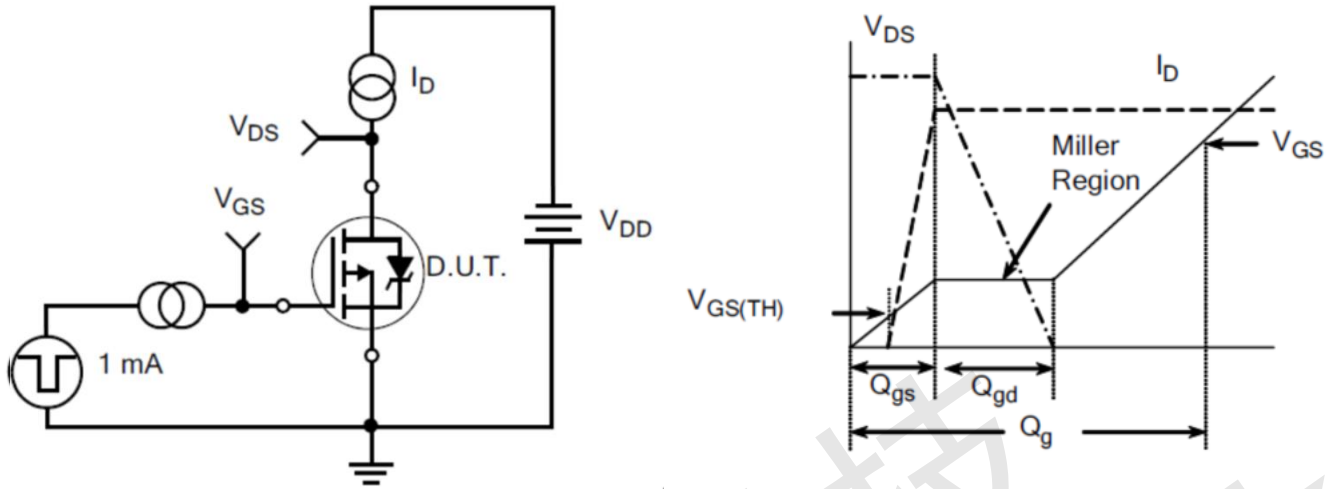 I_D
V_DS
V_GS
V_DD
D.U.T.
1 mA
V_DS
I_D
Miller
Region
V_GS
V_GS(TH)
Q_gs
Q_gd
Q_g